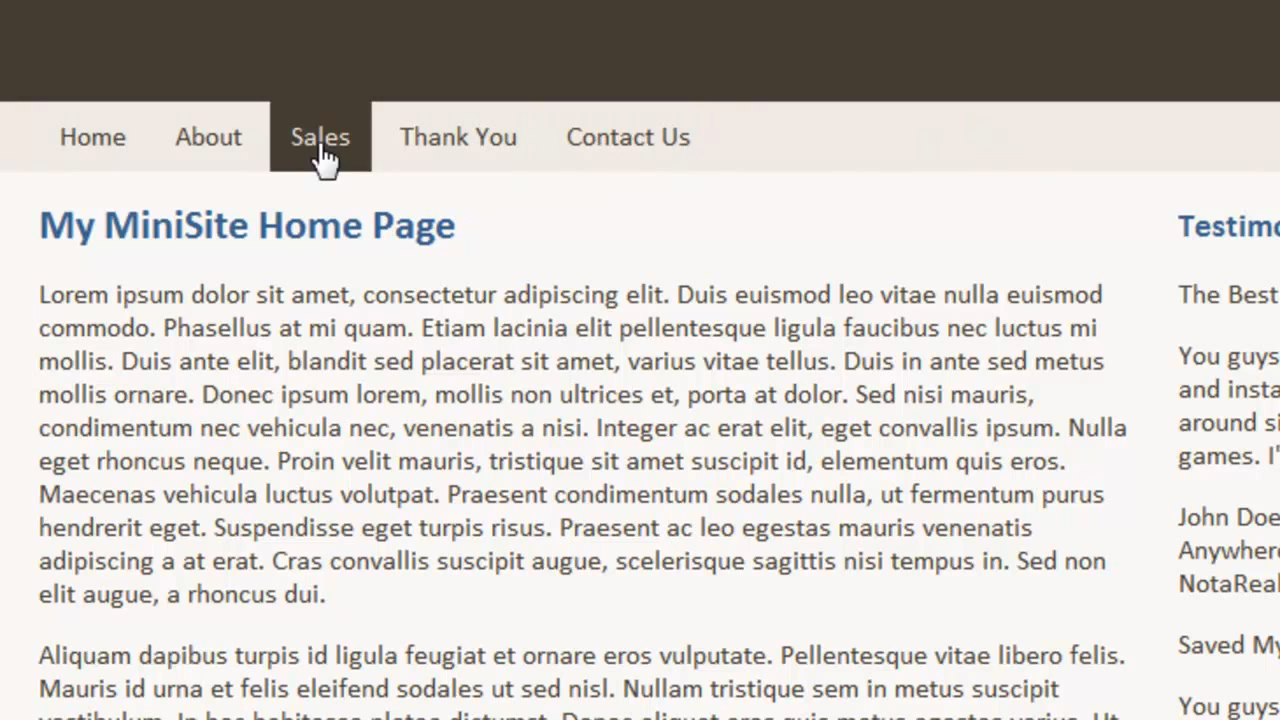 Home About Sales Thank You Contact Us
My MiniSite Home Page
Lorem ipsum dolor sit amet, consectetur adipiscing elit. Duis euismod leo vitae nulla euismod
commodo. Phasellus at mi quam. Etiam lacinia elit pellentesque ligula faucibus nec luctus mi
mollis. Duis ante elit, blandit sed placerat sit amet, varius vitae tellus. Duis in ante sed metus
mollis ornare. Donec ipsum lorem, mollis non ultrices et, porta at dolor. Sed nisi mauris,
condimentum nec vehicula nec, venenatis a nisi. Integer ac erat elit, eget convallis ipsum. Nulla
eget rhoncus neque. Proin velit mauris, tristique sit amet suscipit id, elementum quis eros.
Maecenas vehicula luctus volutpat. Praesent condimentum sodales nulla, ut fermentum purus
hendrerit eget. Suspendisse eget turpis risus. Praesent ac leo egestas mauris venenatis
adipiscing a at erat. Cras convallis suscipit augue, scelerisque sagittis nisi tempus in. Sed non
elit augue, a rhoncus dui.
Aliquam dapibus turpis id ligula feugiat et ornare eros vulputate. Pellentesque vitae libero felis.
Mauris id urna et felis eleifend sodales ut sed nisl. Nullam tristique sem in metus suscipit
The Best
You guys
and insta
around si
games. I'
John Doe
Anywhere
NotaReal
Saved My
You guys